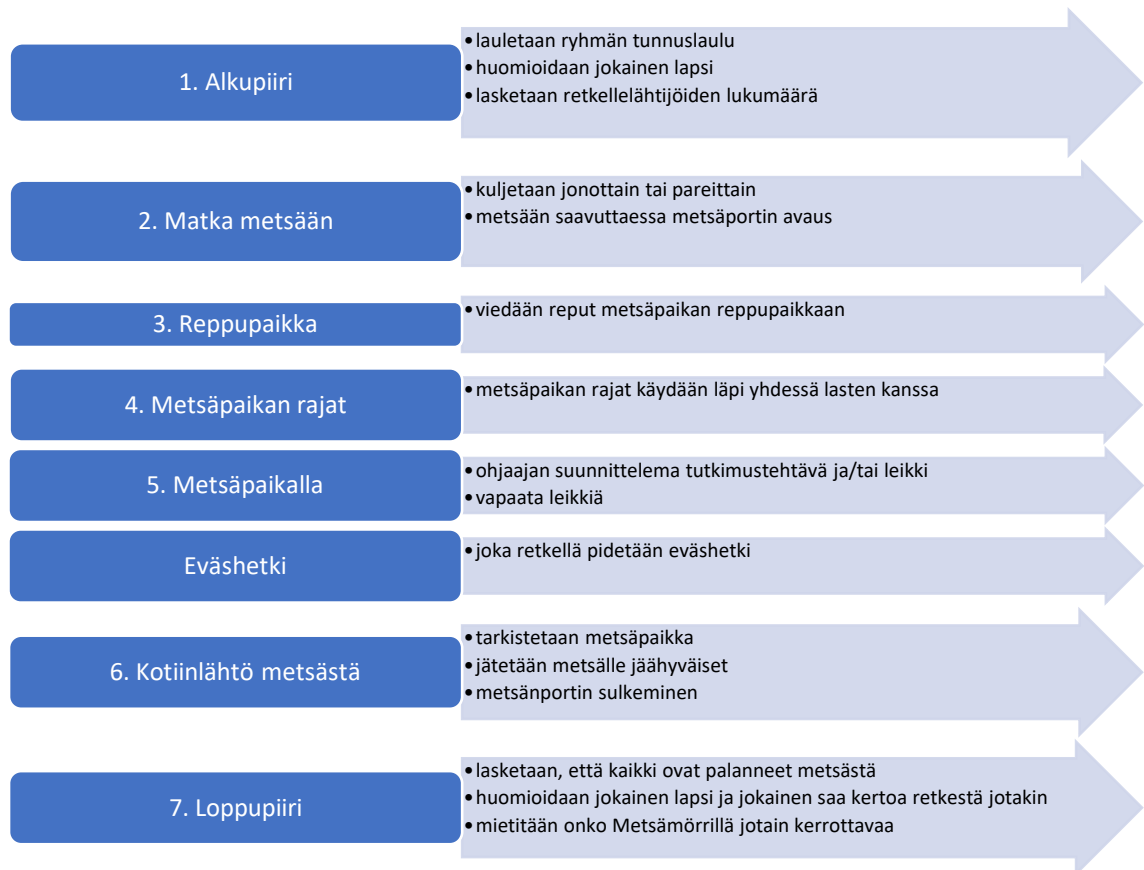 1. Alkupiiri
•lauletaan ryhmän tunnuslaulu
•huomioidaan jokainen lapsi
•lasketaan retkellelähtijöiden lukumäärä
2. Matka metsään
•kuljetaan jonottain tai pareittain
•metsään saavuttaessa metsäportin avaus
3. Reppupaikka
•viedään reput metsäpaikan reppupaikkaan
4. Metsäpaikan rajat
•metsäpaikan rajat käydään läpi yhdessä lasten kanssa
5. Metsäpaikalla
•ohjaajan suunnittelema tutkimustehtävä ja/tai leikki
•vapaata leikkiä
Eväshetki
•joka retkellä pidetään eväshetki
6. Kotiinlähtö metsästä
•tarkistetaan metsäpaikka
•jätetään metsälle jäähyväiset
•metsänportin sulkeminen
7. Loppupiiri
•lasketaan, että kaikki ovat palanneet metsästä
•huomioidaan jokainen lapsi ja jokainen saa kertoa retkestä jotakin
•mietitään onko Metsämörrillä jotain kerrottavaa